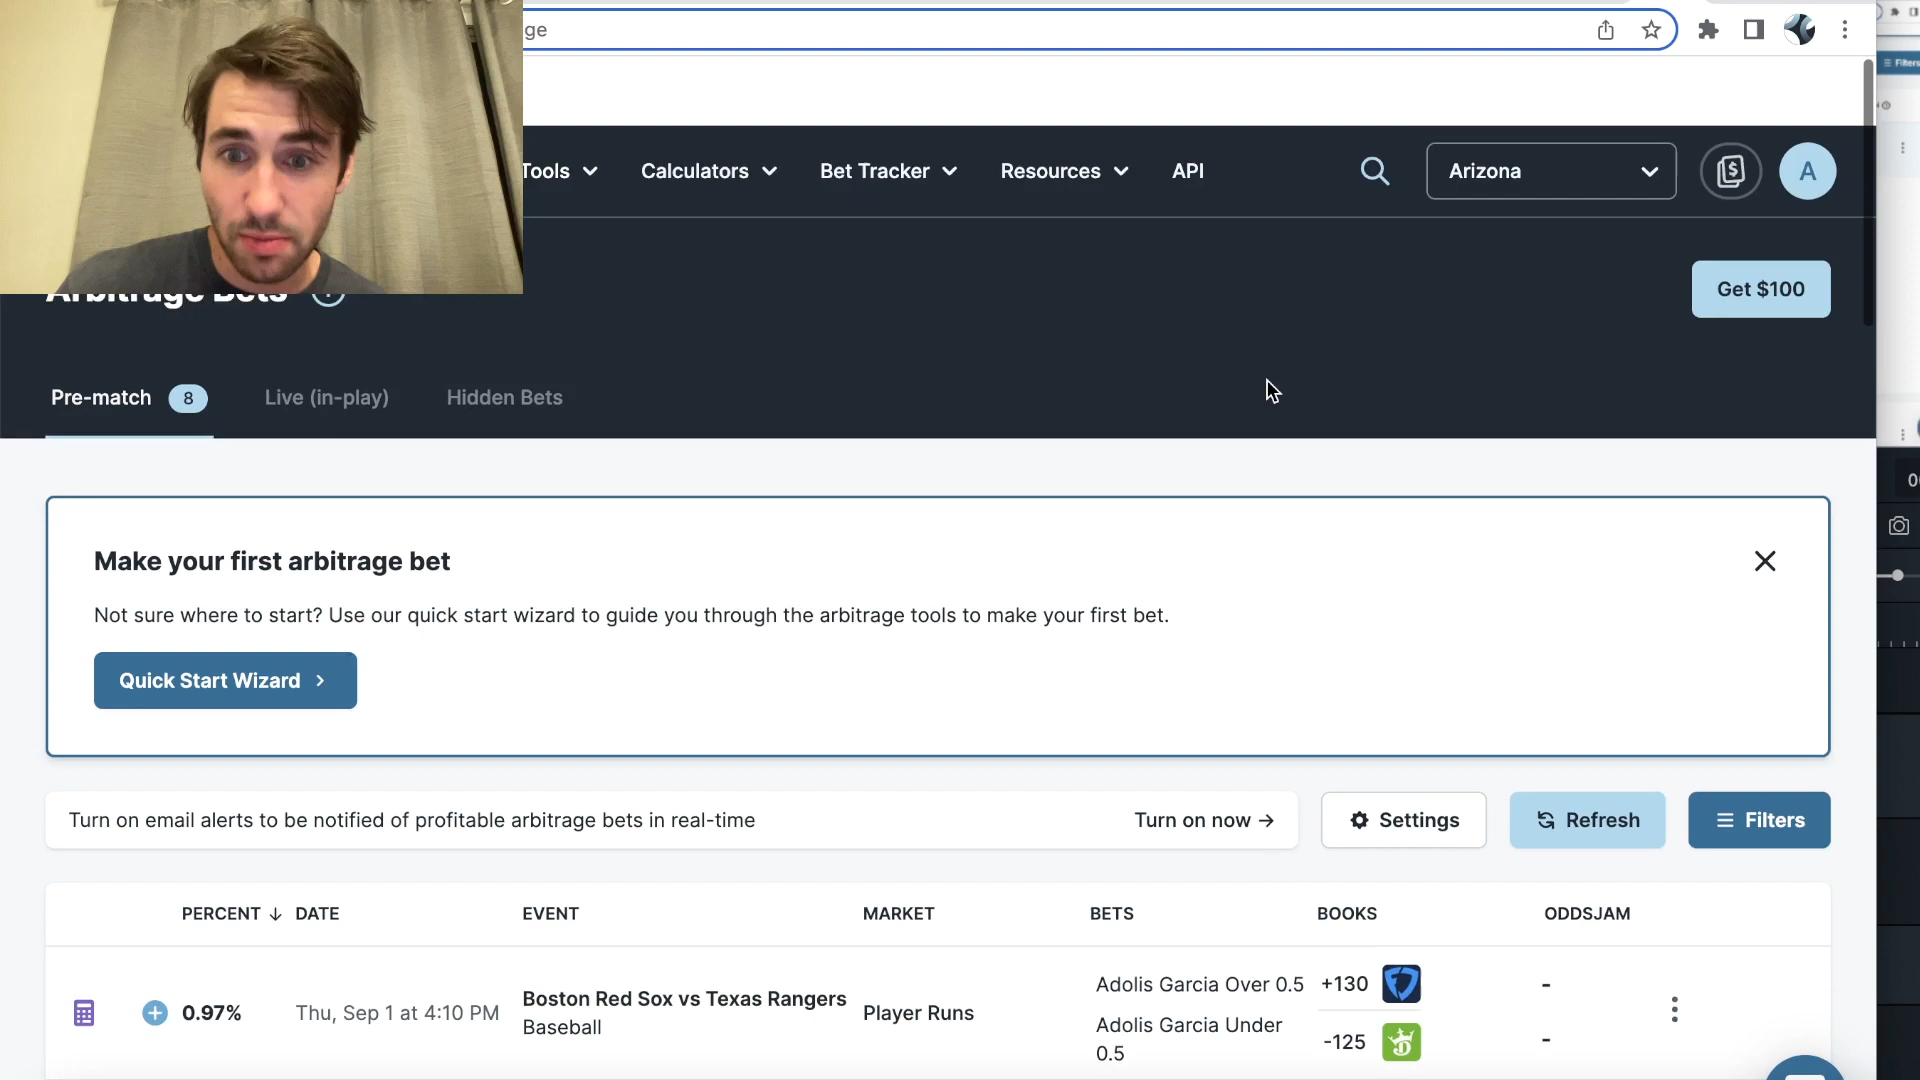 ge
Tools
Calculators
Bet Tracker
Resources
API
Arizona
A
Arbitrage Bets
Get $100
Pre-match 8
Live (in-play)
Hidden Bets
Make your first arbitrage bet
Not sure where to start? Use our quick start wizard to guide you through the arbitrage tools to make your first bet.
Quick Start Wizard
Turn on email alerts to be notified of profitable arbitrage bets in real-time
Turn on now →
Settings
Refresh
Filters
PERCENT ↓ DATE EVENT MARKET BETS BOOKS ODDSJAM
0.97%
Thu, Sep 1 at 4:10 PM
Boston Red Sox vs Texas Rangers
Baseball
Player Runs
Adolis Garcia Over 0.5 +130 -
Adolis Garcia Under
0.5
-125 -
Filters